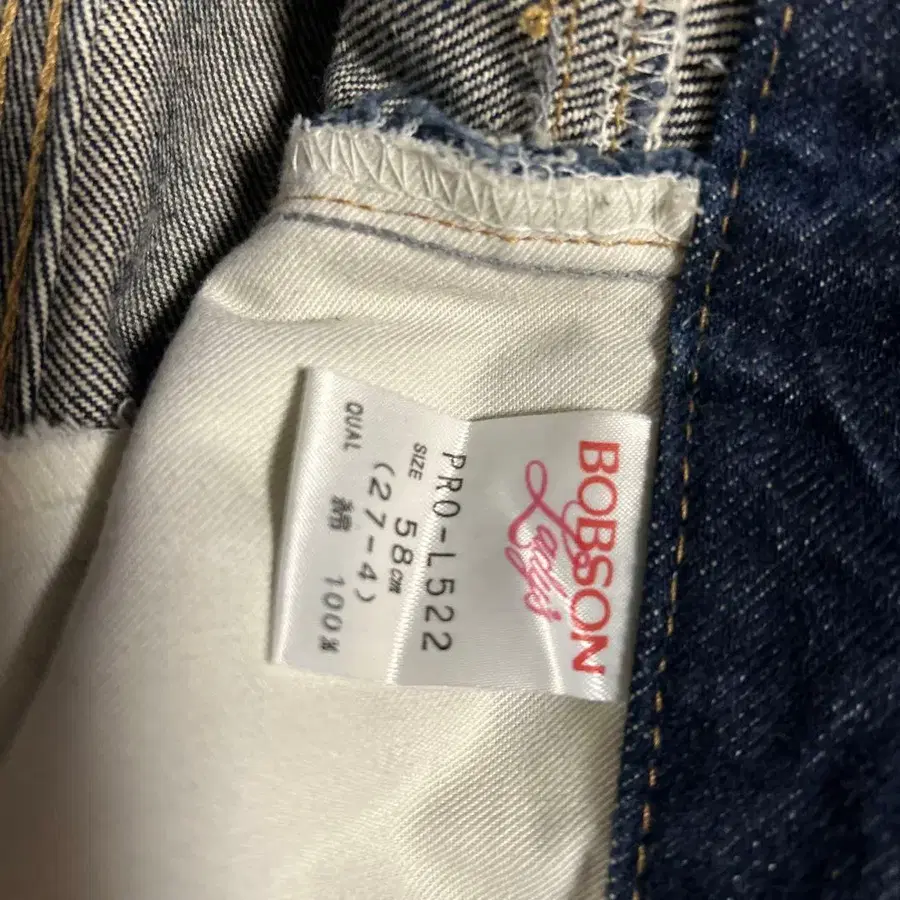 BOBSON
Ladies
PRO-L522
SIZE 58cm
(27-4)
QUAL 綿 100%